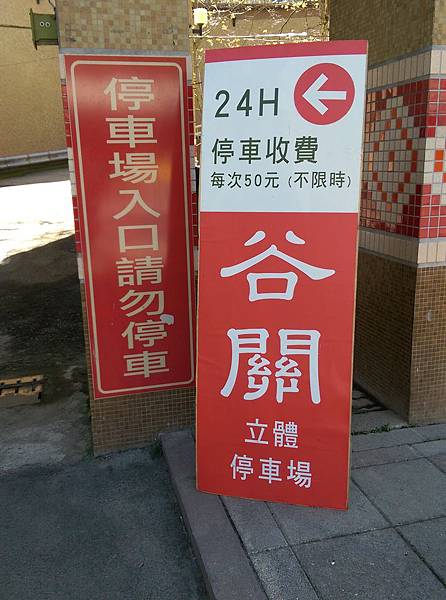 停車場入口請勿停車
24H
停車收費
每次50元（不限時）
谷關
立體
停車場